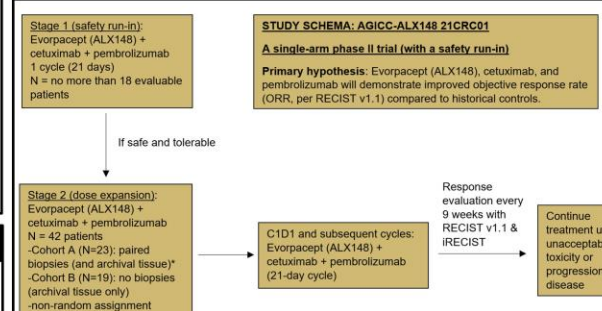 Stage 1 (safety run-in):
Evorpacept (ALX148) +
cetuximab + pembrolizumab
1 cycle (21 days)
N = no more than 18 evaluable
patients
STUDY SCHEMA: AGICC-ALX148 21CRC01
A single-arm phase II trial (with a safety run-in)
Primary hypothesis: Evorpacept (ALX148), cetuximab, and
pembrolizumab will demonstrate improved objective response rate
(ORR, per RECIST v1.1) compared to historical controls.
If safe and tolerable
Stage 2 (dose expansion):
Evorpacept (ALX148) +
cetuximab + pembrolizumab
N = 42 patients
-Cohort A (N=23): paired
biopsies (and archival tissue)*
-Cohort B (N=19): no biopsies
(archival tissue only)
-non-random assignment
C1D1 and subsequent cycles:
Evorpacept (ALX148) +
cetuximab + pembrolizumab
(21-day cycle)
Response
evaluation every
9 weeks with
RECIST v1.1 &
iRECIST
Continue
treatment
toxicity or
disease